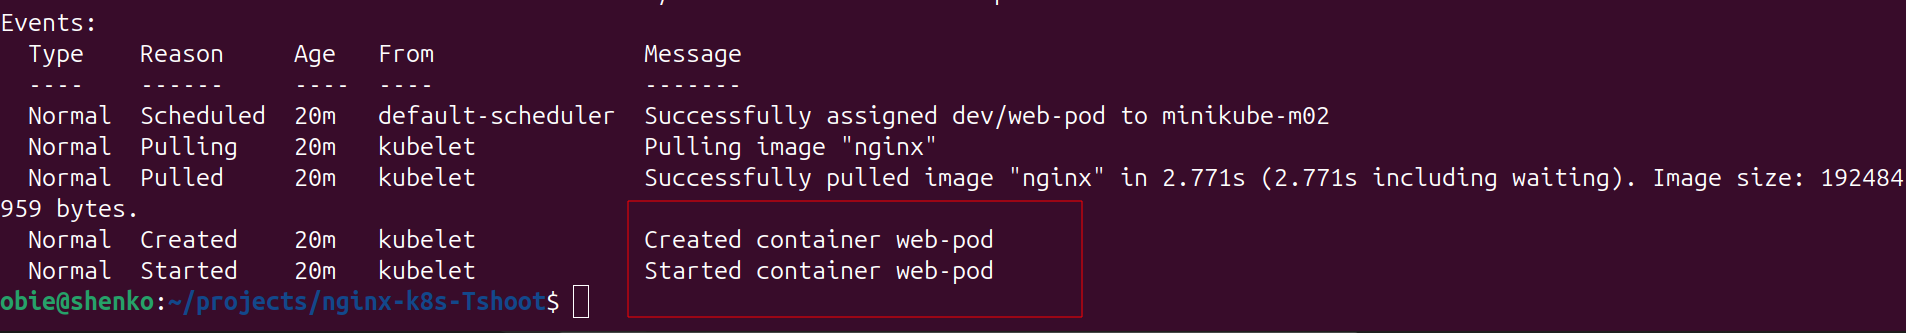 Events:
  Type    Reason     Age   From               Message
  ----    ------     ----  ----               -------
  Normal  Scheduled  20m   default-scheduler  Successfully assigned dev/web-pod to minikube-m02
  Normal  Pulling    20m   kubelet            Pulling image "nginx"
  Normal  Pulled     20m   kubelet            Successfully pulled image "nginx" in 2.771s (2.771s including waiting). Image size: 192484
959 bytes.
  Normal  Created    20m   kubelet            Created container web-pod
  Normal  Started    20m   kubelet            Started container web-pod
obie@shenko:~/projects/nginx-k8s-Tshoot$